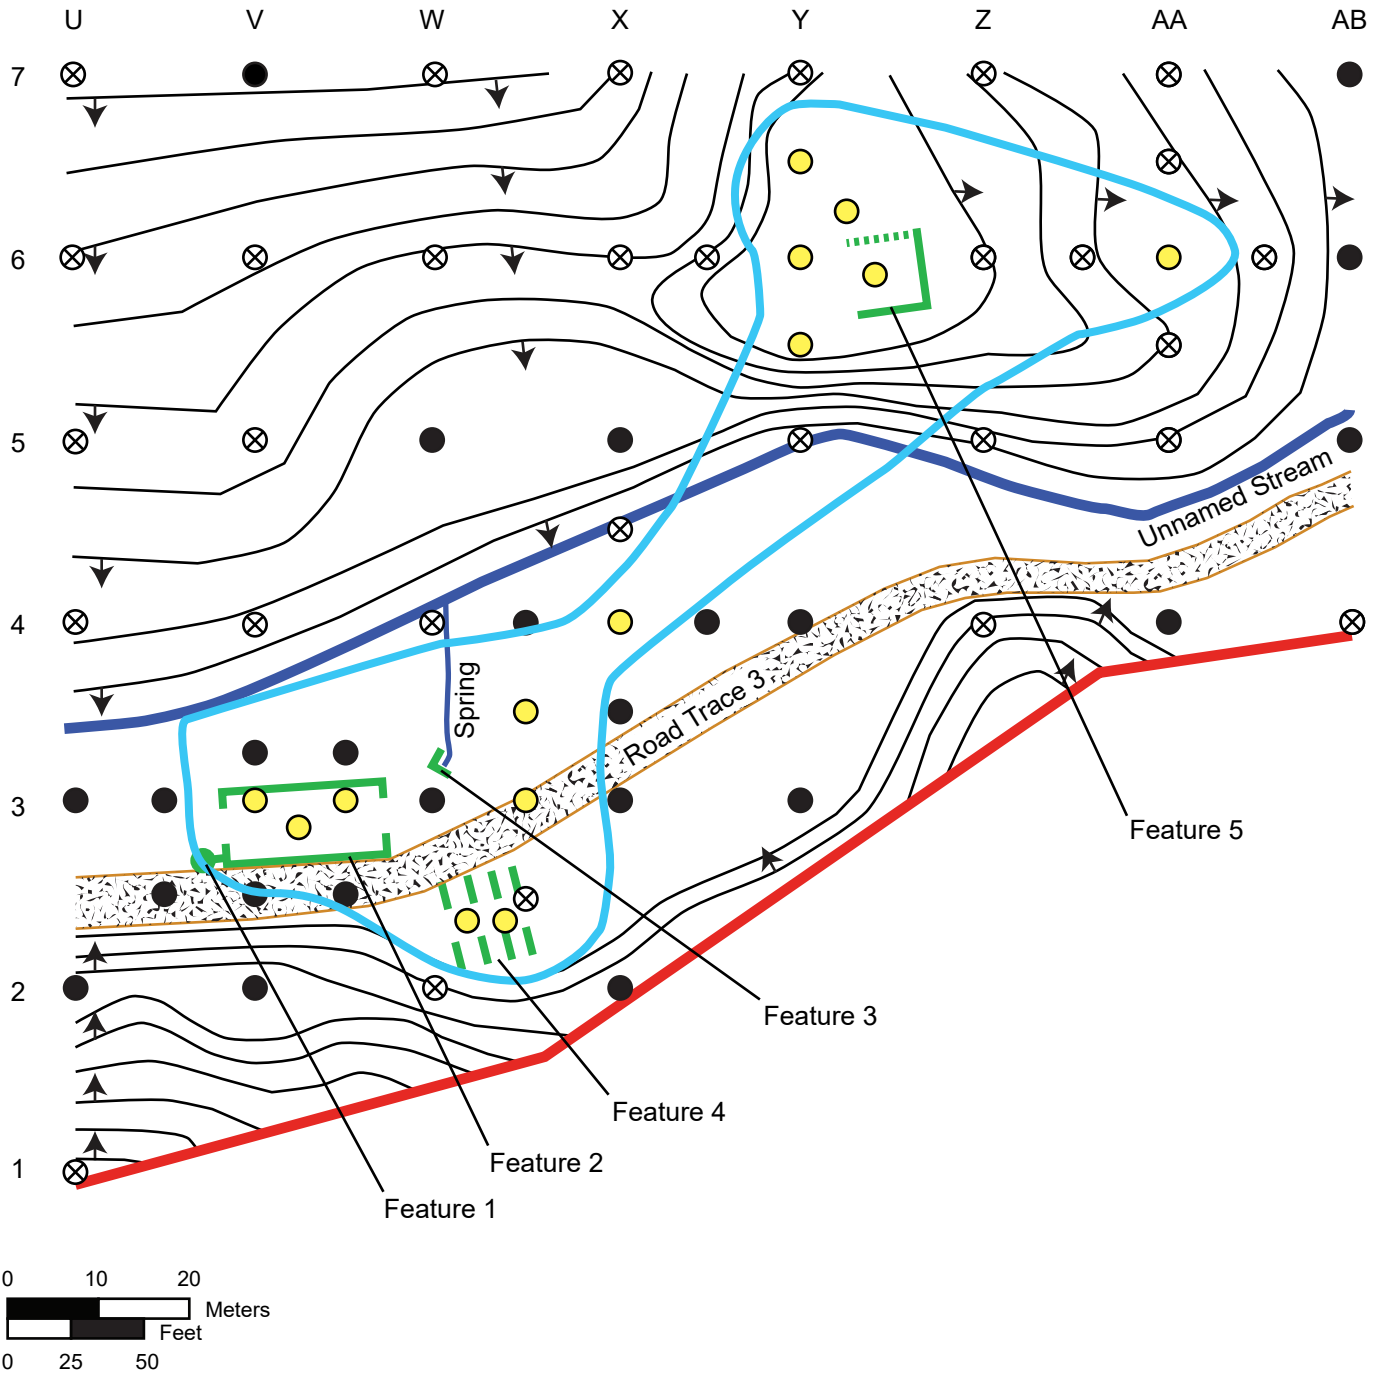 U V W X Y Z AA AB
7
6
5
4
3
2
1
Unnamed Stream
Spring
Road Trace 3
Feature 5
Feature 3
Feature 4
Feature 2
Feature 1
0 10 20
Meters
Feet
0 25 50